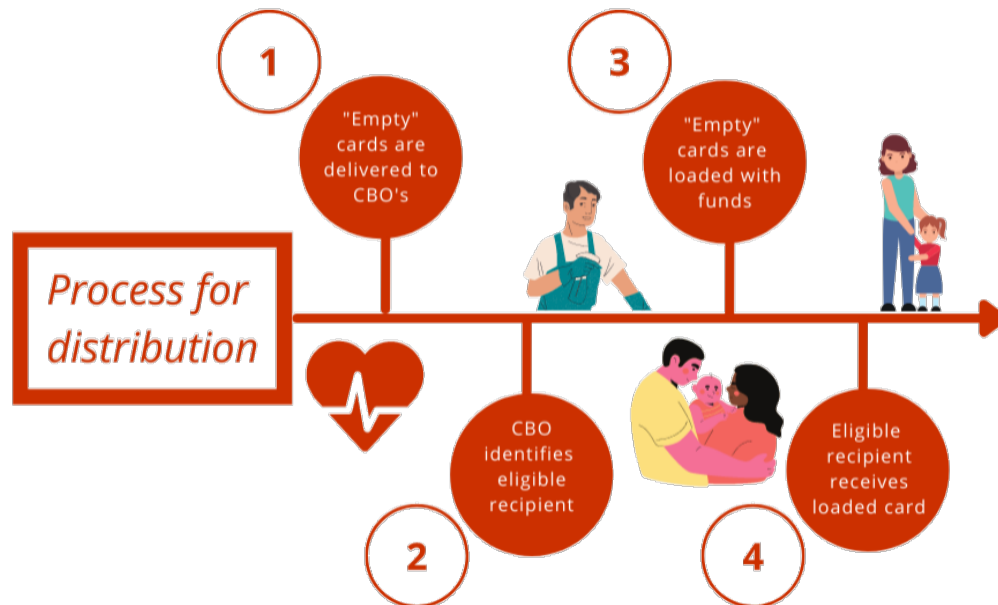 Process for
distribution
1
"Empty"
cards are
delivered to
CBO's
2
CBO
identifies
eligible
recipient
3
"Empty"
cards are
loaded with
funds
4
Eligible
recipient
receives
loaded card